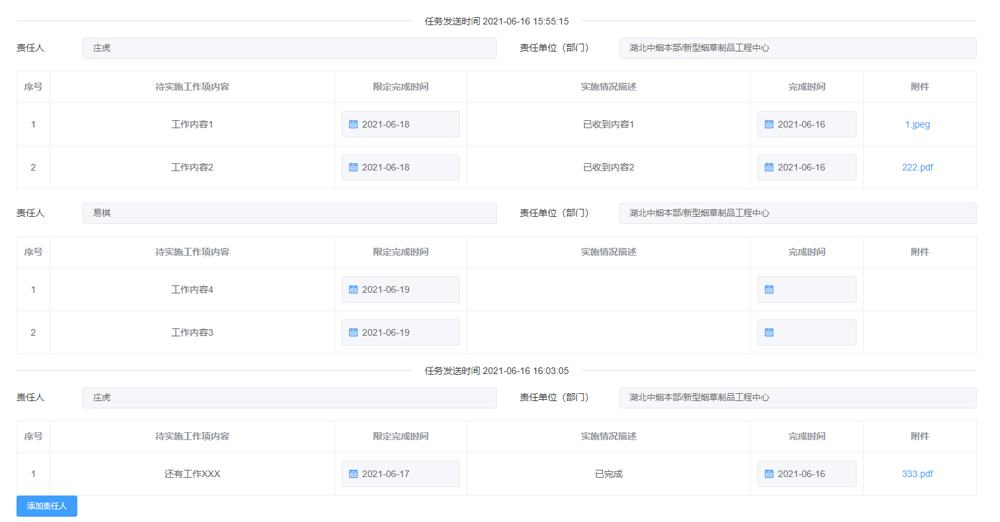 任务发送时间 2021-06-16 15:55:15
责任人 庄虎 责任单位（部门） 湖北中烟本部/新型烟草制品工程中心
序号 待实施工作项内容 限定完成时间 实施情况描述 完成时间 附件
1 工作内容1 2021-06-18 已收到内容1 2021-06-16 1.jpeg
2 工作内容2 2021-06-18 已收到内容2 2021-06-16 222.pdf
责任人 易棋 责任单位（部门） 湖北中烟本部/新型烟草制品工程中心
序号 待实施工作项内容 限定完成时间 实施情况描述 完成时间 附件
1 工作内容4 2021-06-19
2 工作内容3 2021-06-19
任务发送时间 2021-06-16 16:03:05
责任人 庄虎 责任单位（部门） 湖北中烟本部/新型烟草制品工程中心
序号 待实施工作项内容 限定完成时间 实施情况描述 完成时间 附件
1 还有工作XXX 2021-06-17 已完成 2021-06-16 333.pdf
添加责任人